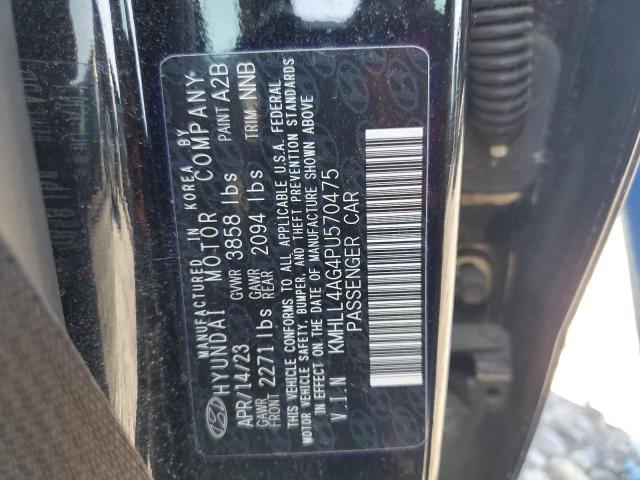 MANUFACTURED IN KOREA BY
HYUNDAI MOTOR COMPANY
APR/14/23 GVWR 3858 lbs PAINT A2B
GAWR FRONT 2271 lbs GAWR REAR 2094 lbs TRIM NNB
THIS VEHICLE CONFORMS TO ALL APPLICABLE U.S.A. FEDERAL
MOTOR VEHICLE SAFETY, BUMPER, AND THEFT PREVENTION STANDARDS
IN EFFECT ON THE DATE OF MANUFACTURE SHOWN ABOVE
V.I.N KMHLL4AG4PU570475
PASSENGER CAR